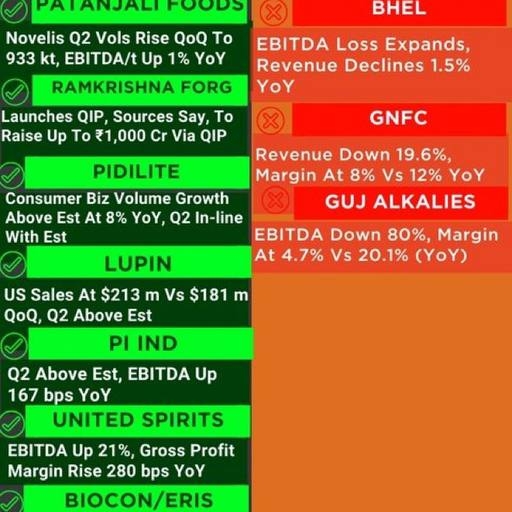 PATANJALI FOODS
Novelis Q2 Vols Rise QoQ To
933 kt, EBITDA/t Up 1% YoY
RAMKRISHNA FORG
Launches QIP, Sources Say, To
Raise Up To ₹1,000 Cr Via QIP
PIDILITE
Consumer Biz Volume Growth
Above Est At 8% YoY, Q2 In-line
With Est
LUPIN
US Sales At $213 m Vs $181 m
QoQ, Q2 Above Est
PI IND
Q2 Above Est, EBITDA Up
167 bps YoY
UNITED SPIRITS
EBITDA Up 21%, Gross Profit
Margin Rise 280 bps YoY
BIOCON/ERIS
BHEL
EBITDA Loss Expands,
Revenue Declines 1.5%
YoY
GNFC
Revenue Down 19.6%,
Margin At 8% Vs 12% YoY
GUJ ALKALIES
EBITDA Down 80%, Margin
At 4.7% Vs 20.1% (YoY)